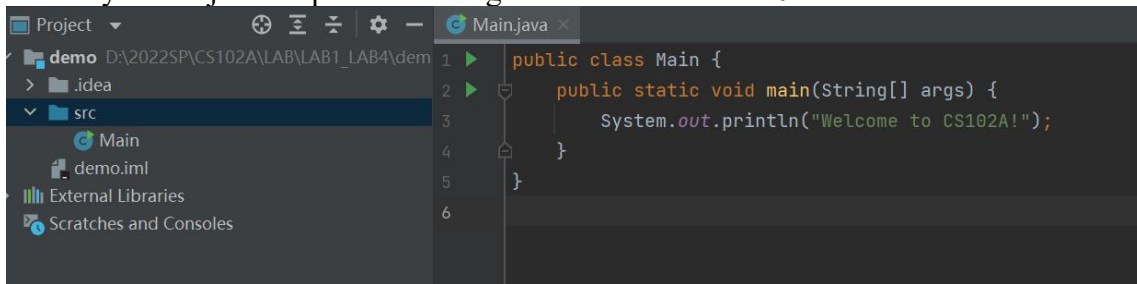 Project
demo D:\2022SP\CS102A\LAB\LAB1_LAB4\dem
.idea
src
Main
demo.iml
External Libraries
Scratches and Consoles
Main.java
1 public class Main {
2 public static void main(String[] args) {
3 System.out.println("Welcome to CS102A!");
4 }
5 }
6